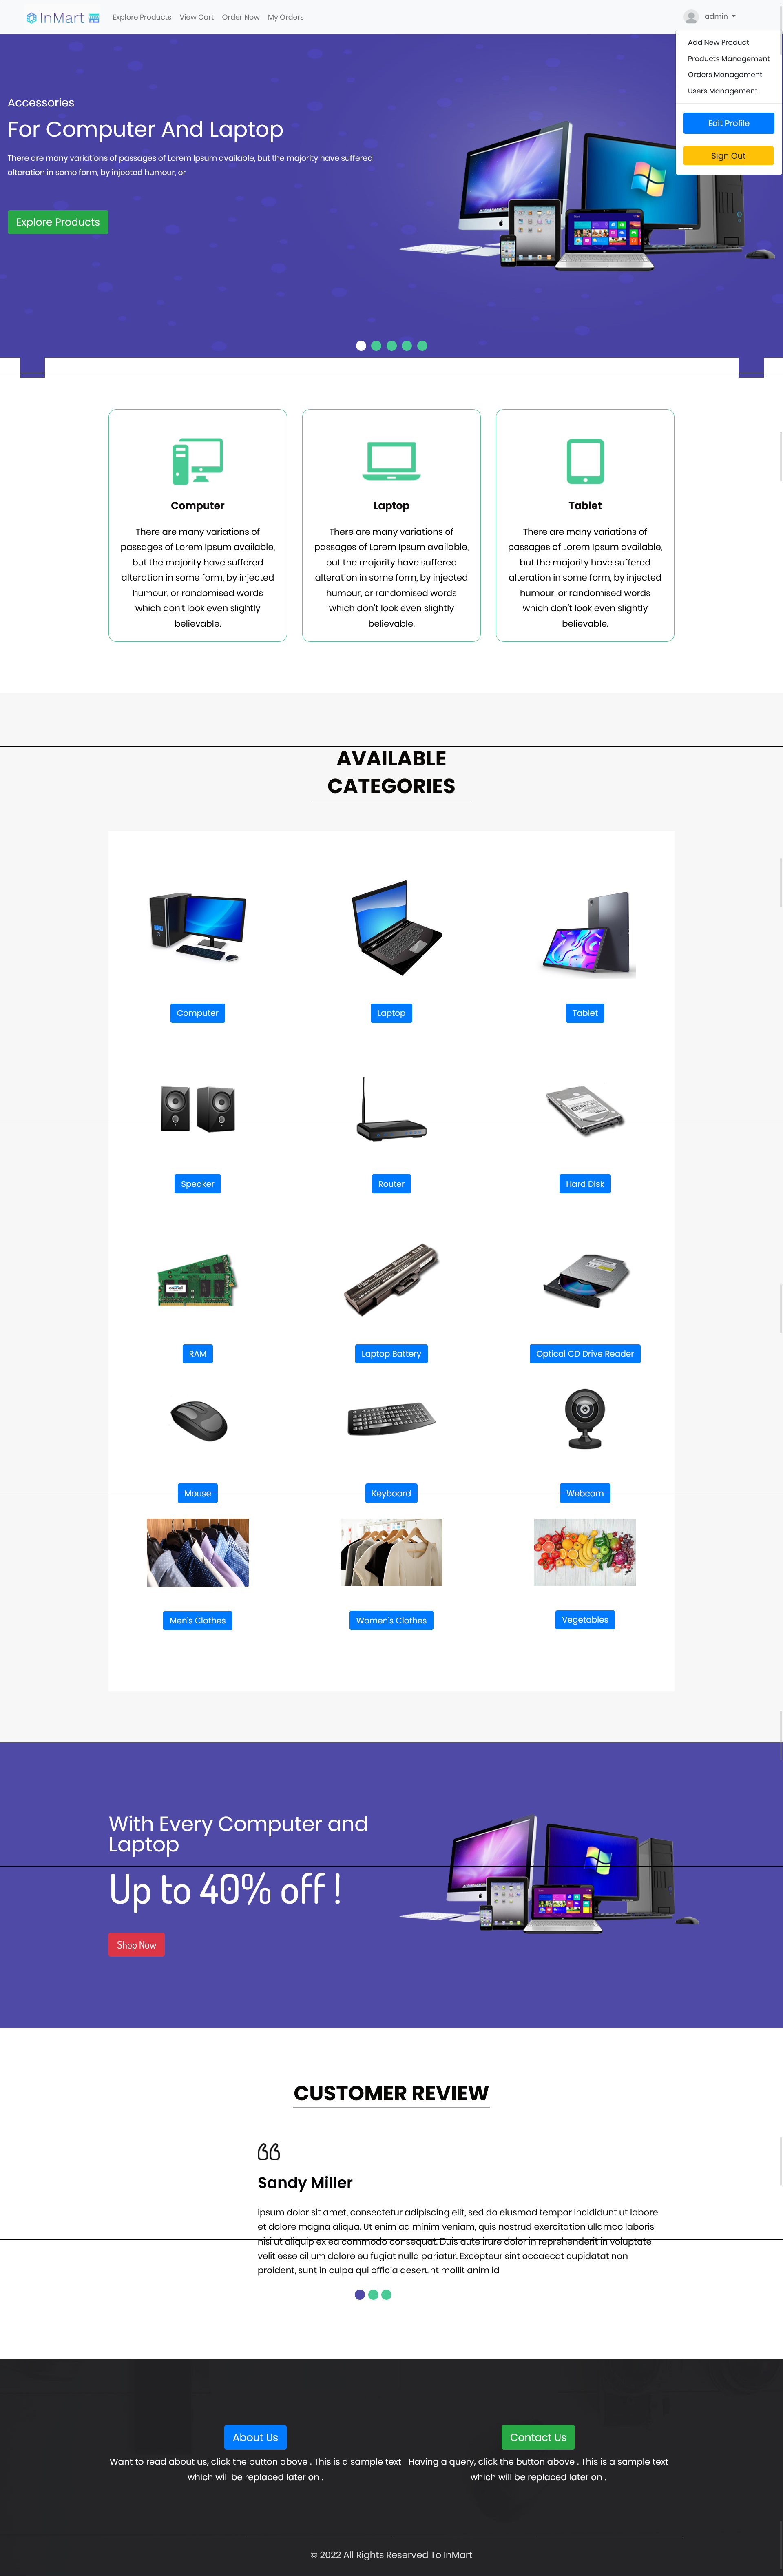 InMart
Explore Products
View Cart
Order Now
My Orders
admin
Add New Product
Products Management
Orders Management
Users Management
Edit Profile
Sign Out
Accessories
For Computer And Laptop
There are many variations of passages of Lorem Ipsum available, but the majority have suffered
alteration in some form, by injected humour, or
Explore Products
Computer
There are many variations of
passages of Lorem Ipsum available,
but the majority have suffered
alteration in some form, by injected
humour, or randomised words
which don't look even slightly
believable.
Laptop
There are many variations of
passages of Lorem Ipsum available,
but the majority have suffered
alteration in some form, by injected
humour, or randomised words
which don't look even slightly
believable.
Tablet
There are many variations of
passages of Lorem Ipsum available,
but the majority have suffered
alteration in some form, by injected
humour, or randomised words
which don't look even slightly
believable.
AVAILABLE
CATEGORIES
Computer
Laptop
Tablet
Speaker
Router
Hard Disk
RAM
Laptop Battery
Optical CD Drive Reader
Mouse
Keyboard
Webcam
Men's Clothes
Women's Clothes
Vegetables
With Every Computer and
Laptop
Up to 40% off !
Shop Now
CUSTOMER REVIEW
Sandy Miller
ipsum dolor sit amet, consectetur adipiscing elit, sed do eiusmod tempor incididunt ut labore
et dolore magna aliqua. Ut enim ad minim veniam, quis nostrud exercitation ullamco laboris
nisi ut aliquip ex ea commodo consequat. Duis aute irure dolor in reprehenderit in voluptate
velit esse cillum dolore eu fugiat nulla pariatur. Excepteur sint occaecat cupidatat non
proident, sunt in culpa qui officia deserunt mollit anim id
About Us
Want to read about us, click the button above . This is a sample text
which will be replaced later on .
Contact Us
Having a query, click the button above . This is a sample text
which will be replaced later on .
© 2022 All Rights Reserved To InMart